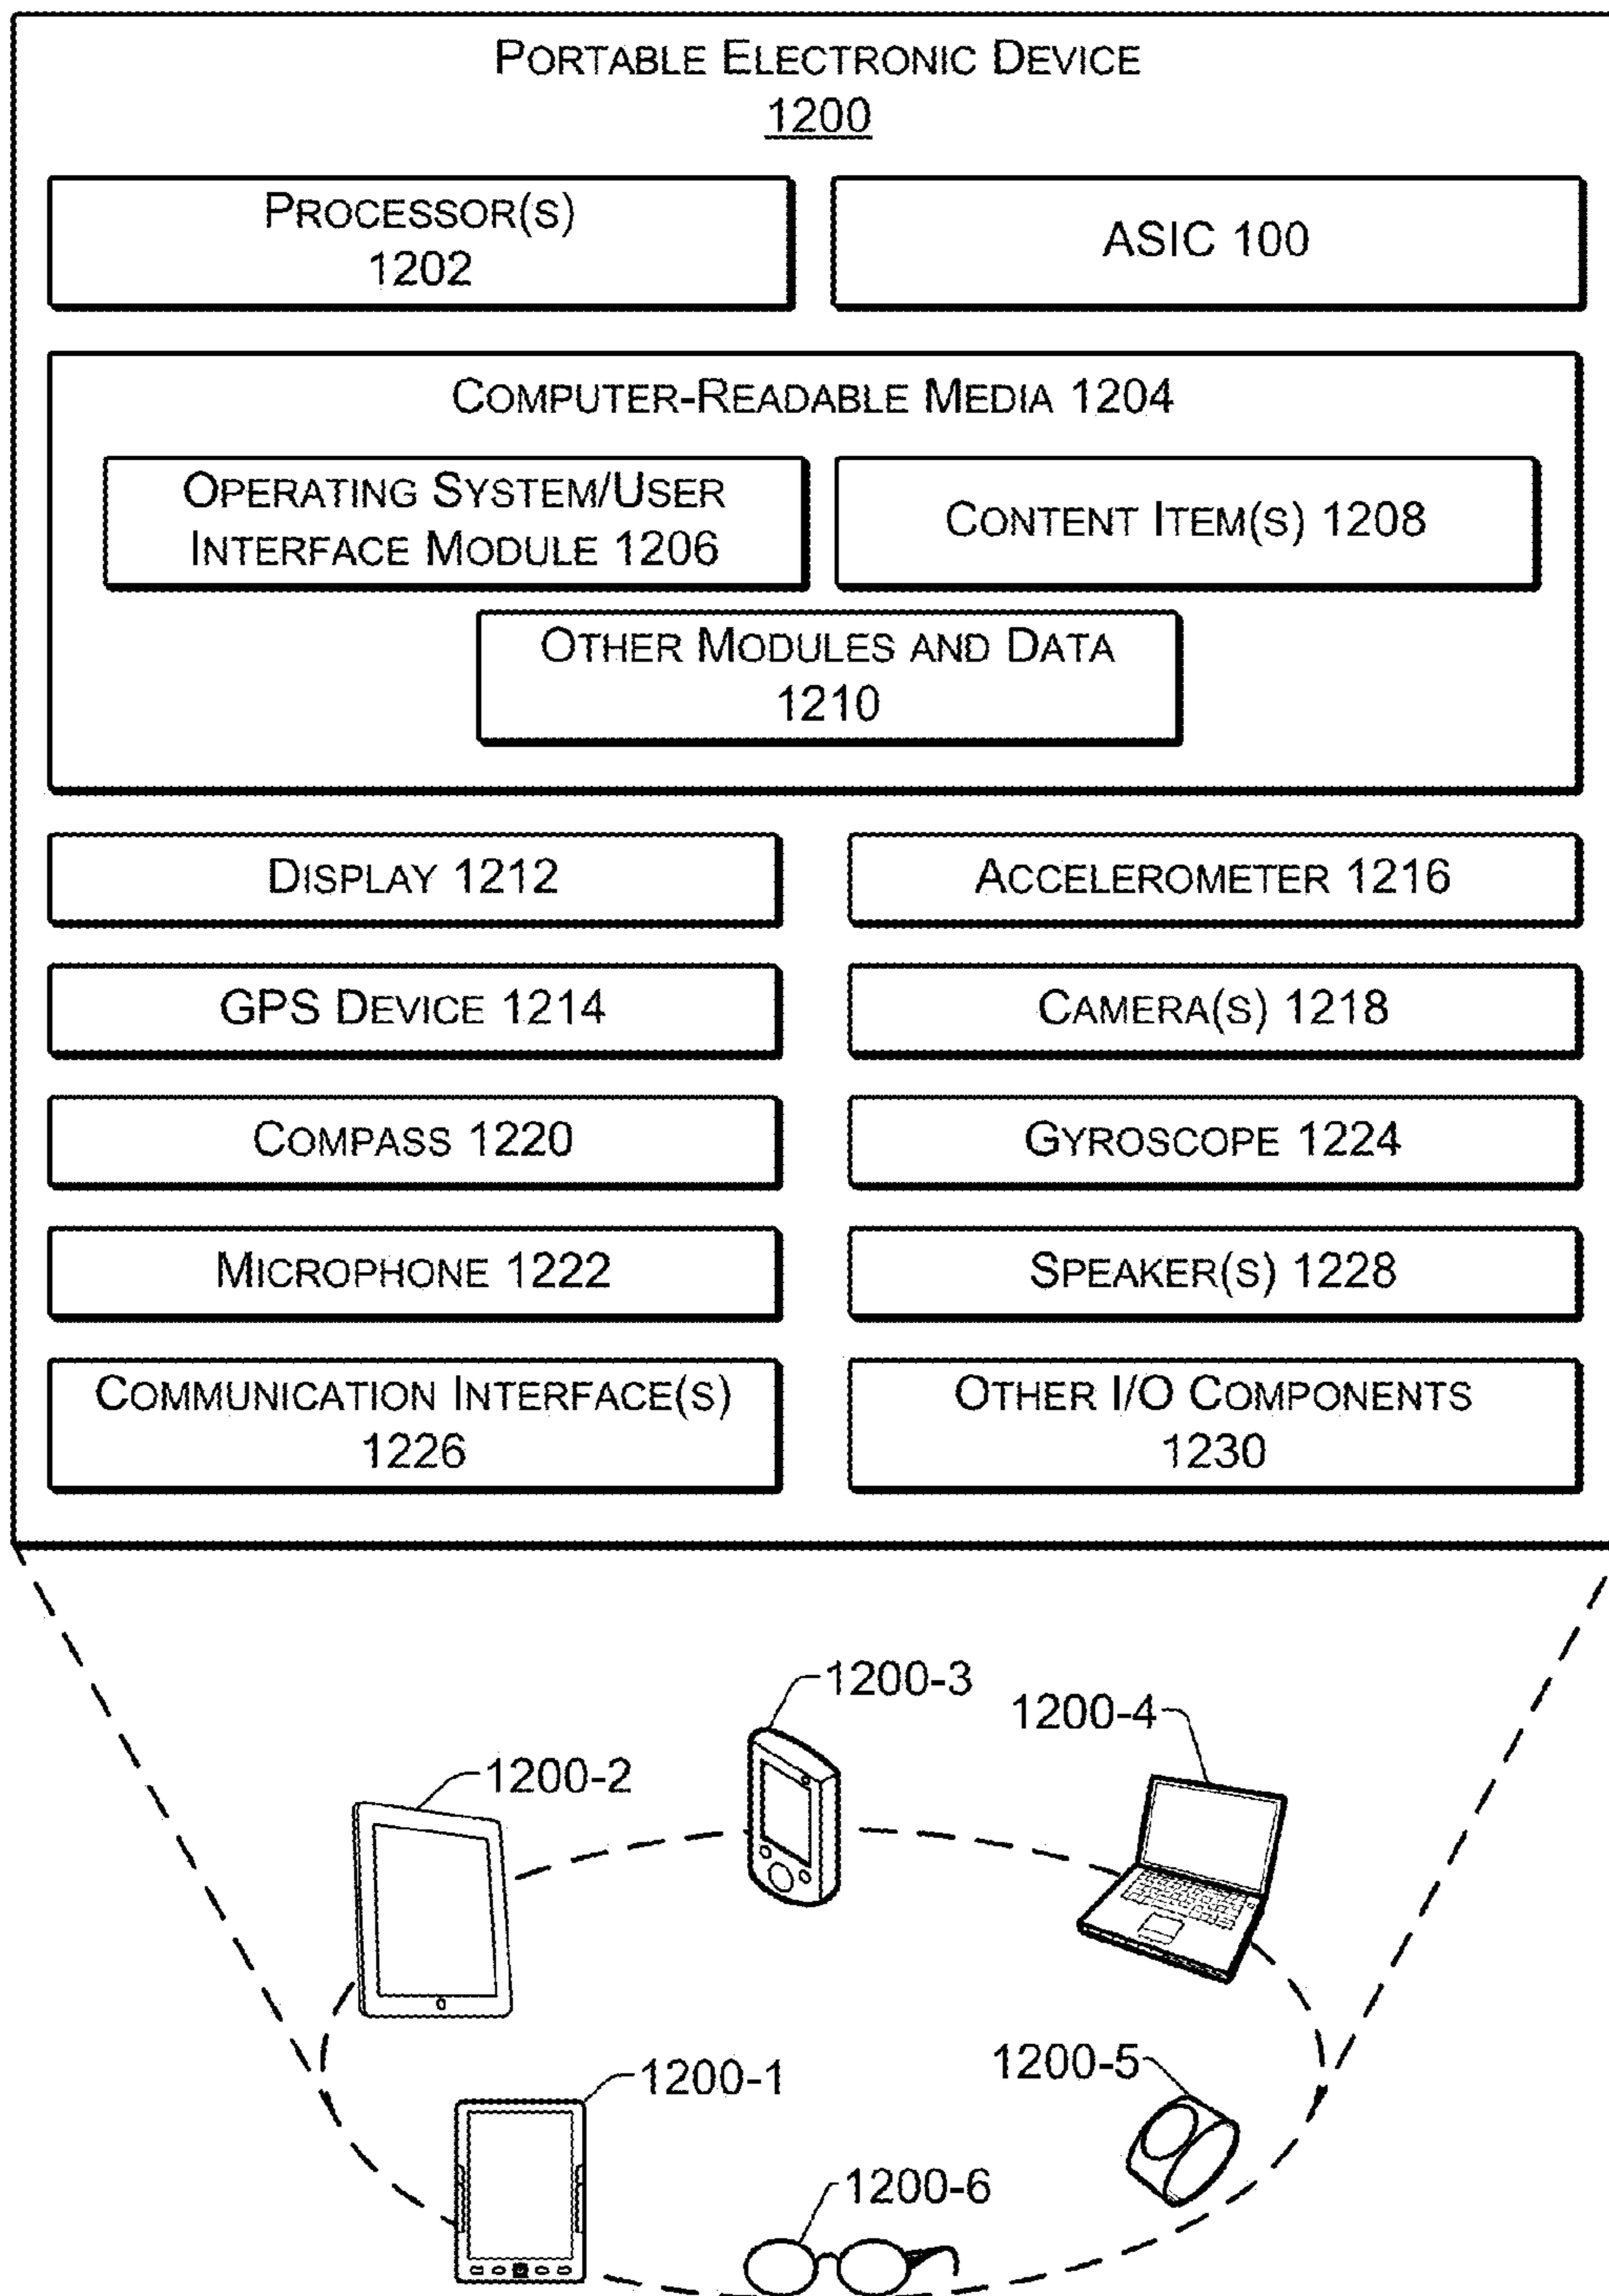 PORTABLE ELECTRONIC DEVICE
1200
PROCESSOR(S)
1202
ASIC 100
COMPUTER-READABLE MEDIA 1204
OPERATING SYSTEM/USER
INTERFACE MODULE 1206
CONTENT ITEM(S) 1208
OTHER MODULES AND DATA
1210
DISPLAY 1212
ACCELEROMETER 1216
GPS DEVICE 1214
CAMERA(S) 1218
COMPASS 1220
GYROSCOPE 1224
MICROPHONE 1222
SPEAKER(S) 1228
COMMUNICATION INTERFACE(S)
1226
OTHER I/O COMPONENTS
1230
1200-3
1200-4
1200-2
1200-5
1200-1
1200-6